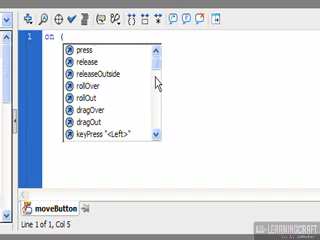 1 on (
press
release
releaseOutside
rollOver
rollOut
dragOver
dragOut
keyPress "<Left>"
moveButton
Line 1 of 1, Col 5
LEARNINGCRAFT